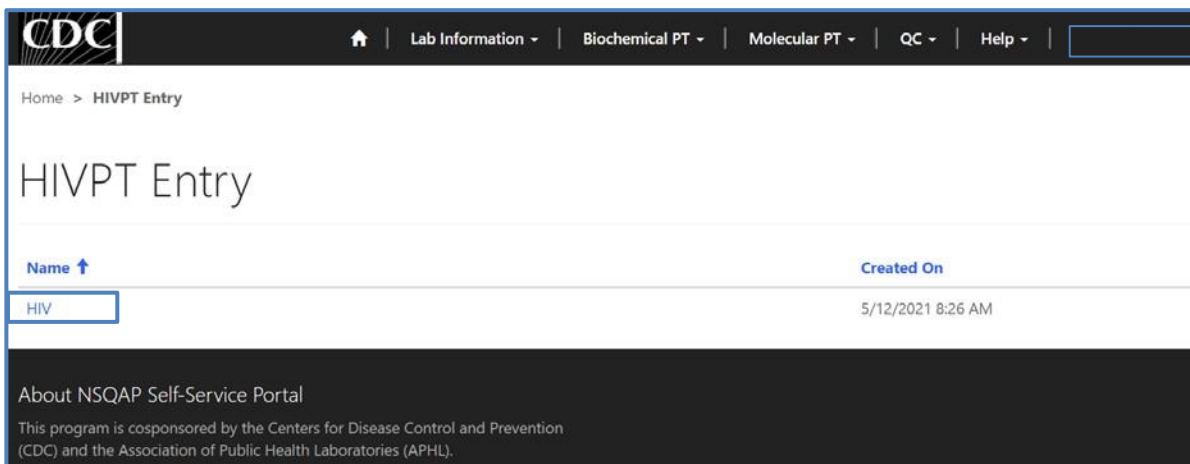 CDC
Lab Information | Biochemical PT | Molecular PT | QC | Help |
Home > HIVPT Entry
HIVPT Entry
Name ↑ Created On
HIV 5/12/2021 8:26 AM
About NSQAP Self-Service Portal
This program is cosponsored by the Centers for Disease Control and Prevention
(CDC) and the Association of Public Health Laboratories (APHL).